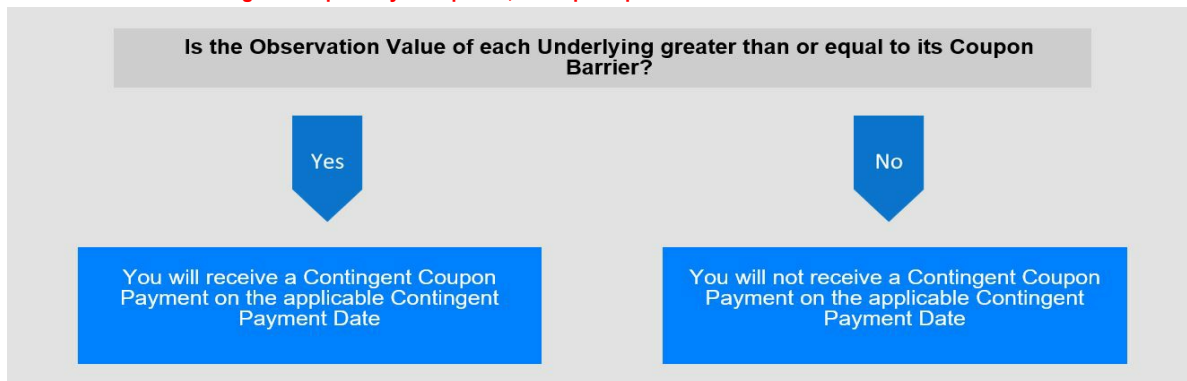 Is the Observation Value of each Underlying greater than or equal to its Coupon
Barrier?
Yes
No
You will receive a Contingent Coupon
Payment on the applicable Contingent
Payment Date
You will not receive a Contingent Coupon
Payment on the applicable Contingent
Payment Date